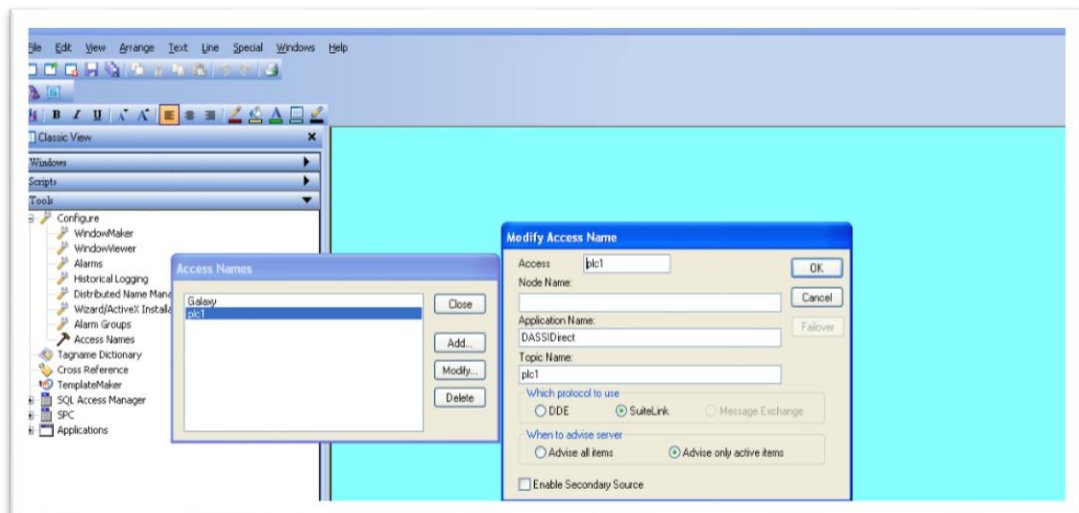 File Edit View Arrange Text Line Special Windows Help
B I U A A
Classic View
Windows
Scripts
Tools
Configure
WindowMaker
WindowViewer
Alarms
Historical Logging
Distributed Name Mana
Wizard/ActiveX Installa
Alarm Groups
Access Names
Tagname Dictionary
Cross Reference
TemplateMaker
SQL Access Manager
SPC
Applications
Access Names
Galaxy
plc1
Close
Add...
Modify...
Delete
Modify Access Name
Access plc1
OK
Node Name:
Cancel
Application Name:
Failover
DASSIDirect
Topic Name:
plc1
Which protocol to use
DDE SuiteLink Message Exchange
When to advise server
Advise all items Advise only active items
Enable Secondary Source